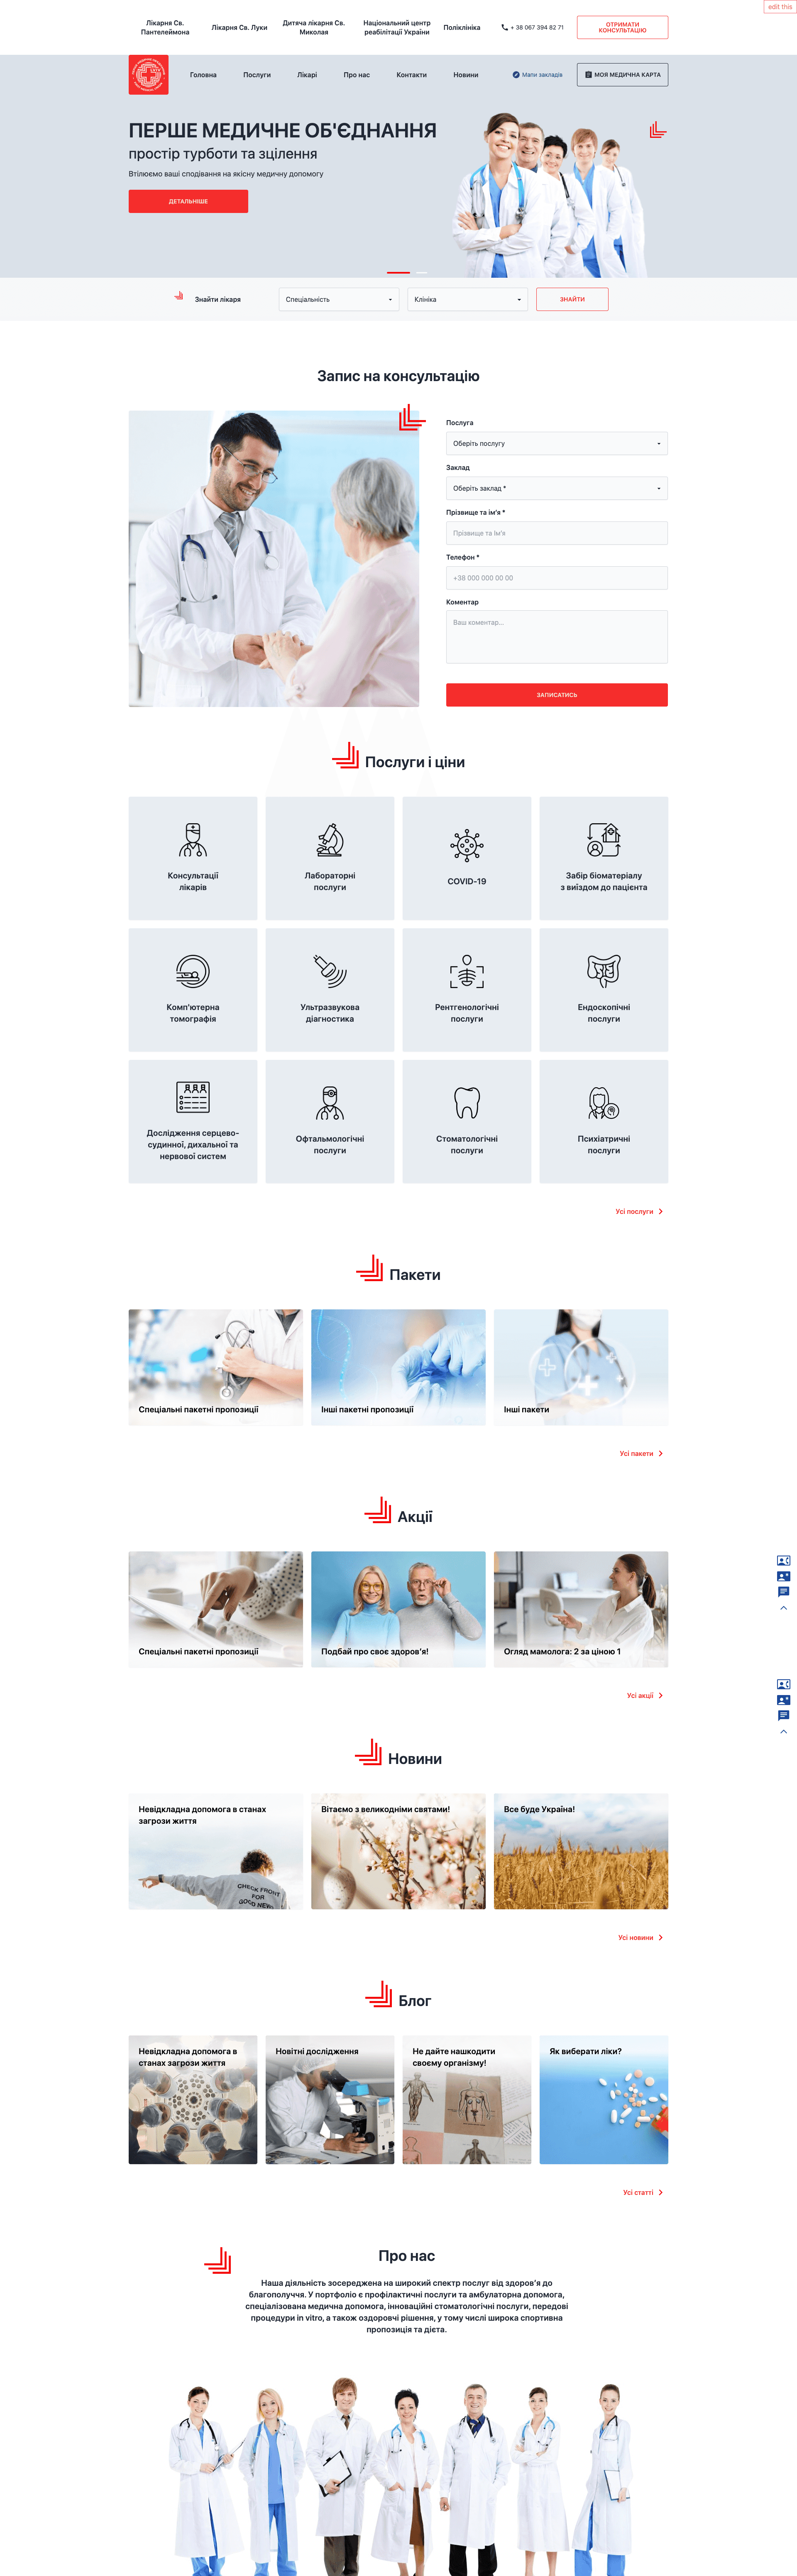 edit this
Лікарня Св.
Пантелеймона
Лікарня Св. Луки
Дитяча лікарня Св.
Миколая
Національний центр
реабілітації України
Поліклініка
+ 38 067 394 82 71
ОТРИМАТИ
КОНСУЛЬТАЦІЮ
Головна
Послуги
Лікарі
Про нас
Контакти
Новини
Мапи закладів
МОЯ МЕДИЧНА КАРТА
ПЕРШЕ МЕДИЧНЕ ОБ'ЄДНАННЯ
простір турботи та зцілення
Втілюємо ваші сподівання на якісну медичну допомогу
ДЕТАЛЬНІШЕ
Знайти лікаря
Спеціальність
Клініка
ЗНАЙТИ
Запис на консультацію
Послуга
Оберіть послугу
Заклад
Оберіть заклад *
Прізвище та ім'я *
Прізвище та Ім'я
Телефон *
+38 000 000 00 00
Коментар
Ваш коментар...
ЗАПИСАТИСЬ
Послуги і ціни
Консультації
лікарів
Лабораторні
послуги
COVID-19
Забір біоматеріалу
з виїздом до пацієнта
Комп'ютерна
томографія
Ультразвукова
діагностика
Рентгенологічні
послуги
Ендоскопічні
послуги
Дослідження серцево-
судинної, дихальної та
нервової систем
Офтальмологічні
послуги
Стоматологічні
послуги
Психіатричні
послуги
Усі послуги
Пакети
Спеціальні пакетні пропозиції
Інші пакетні пропозиції
Інші пакети
Усі пакети
Акції
Спеціальні пакетні пропозиції
Подбай про своє здоров'я!
Огляд мамолога: 2 за ціною 1
Усі акції
Новини
Невідкладна допомога в станах
загрози життя
CHECK FRONT
FOR
GOOD NEWS
Вітаємо з великодніми святами!
Все буде Україна!
Усі новини
Блог
Невідкладна допомога в
станах загрози життя
Новітні дослідження
Не дайте нашкодити
своєму організму!
Як вибирати ліки?
Усі статті
Про нас
Наша діяльність зосереджена на широкий спектр послуг від здоров'я до
благополуччя. У портфоліо є профілактичні послуги та амбулаторна допомога,
спеціалізована медична допомога, інноваційні стоматологічні послуги, передові
процедури in vitro, а також оздоровчі рішення, у тому числі широка спортивна
пропозиція та дієта.